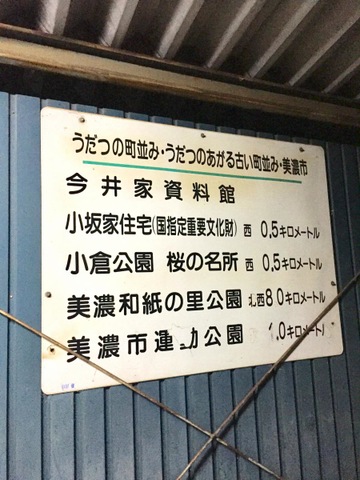 うだつの町並み・うだつのあがる古い町並み・美濃市
今井家資料館
小坂家住宅(国指定重要文化財) 西 0,5キロメートル
小倉公園 桜の名所 西 0,5キロメートル
美濃和紙の里公園 北西8 0キロメートル
美濃市運動公園 .0キロメートル